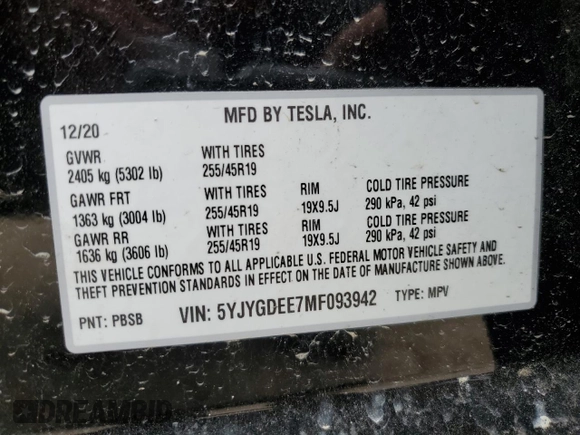 MFD BY TESLA, INC.
12/20
GVWR WITH TIRES
2405 kg (5302 lb) 255/45R19
GAWR FRT WITH TIRES RIM COLD TIRE PRESSURE
1363 kg (3004 lb) 255/45R19 19X9.5J 290 kPa, 42 psi
GAWR RR WITH TIRES RIM COLD TIRE PRESSURE
1636 kg (3606 lb) 255/45R19 19X9.5J 290 kPa, 42 psi
THIS VEHICLE CONFORMS TO ALL APPLICABLE U.S. FEDERAL MOTOR VEHICLE SAFETY AND
THEFT PREVENTION STANDARDS IN EFFECT ON THE DATE OF MANUFACTURE SHOWN ABOVE.
PNT: PBSB VIN: 5YJYGDEE7MF093942 TYPE: MPV
DREAMBID